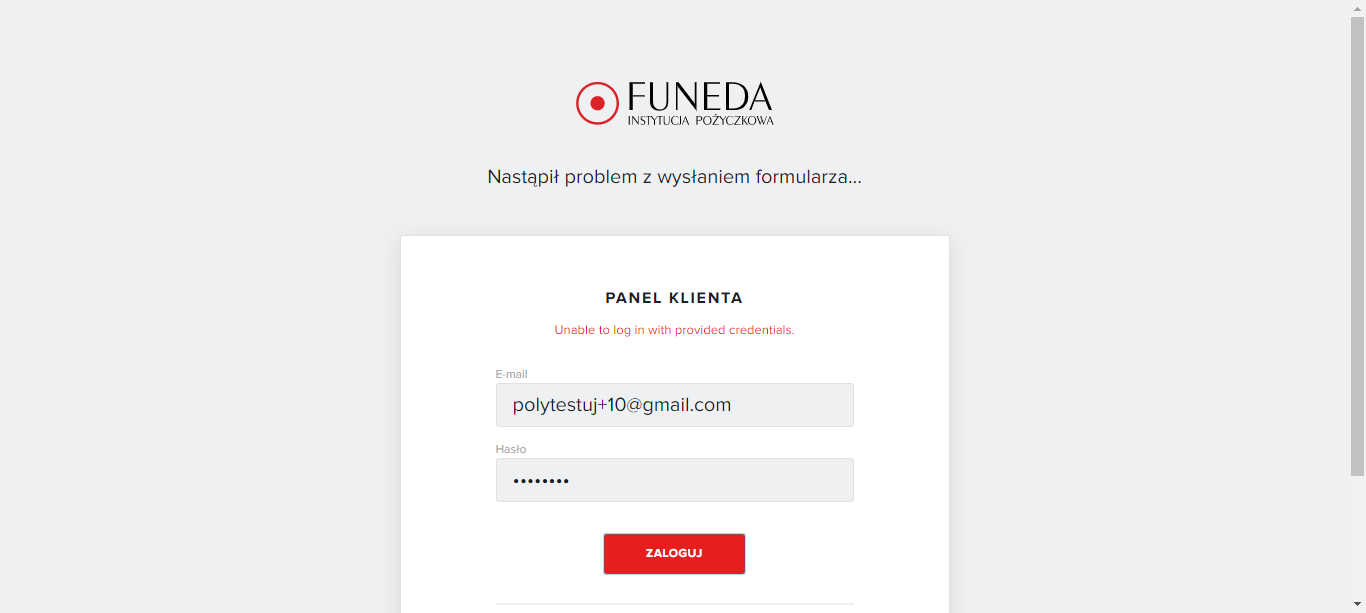 FUNEDA
INSTYTUCJA POŻYCZKOWA
Nastąpił problem z wysłaniem formularza...
PANEL KLIENTA
Unable to log in with provided credentials.
E-mail
polytestuj+10@gmail.com
Hasło
••••••••
ZALOGUJ